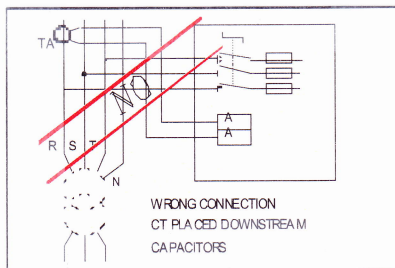 TA
NO
A
A
R S T
N
WRONG CONNECTION
CT PLACED DOWNSTREAM
CAPACITORS